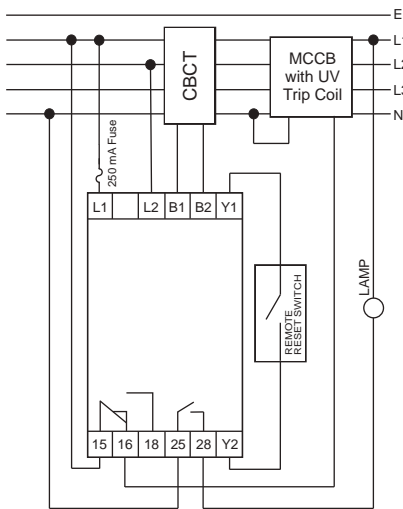 E
L1
L2
L3
N
CBCT
MCCB
with UV
Trip Coil
250 mA Fuse
L1 L2 B1 B2 Y1
REMOTE
RESET SWITCH
LAMP
15 16 18 25 28 Y2